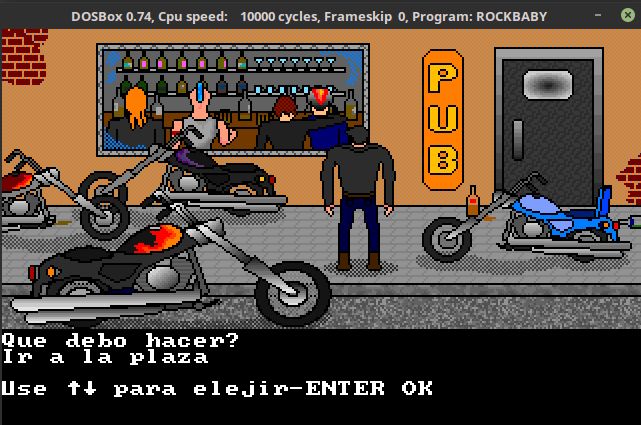 DOSBox 0.74, Cpu speed:    10000 cycles, Frameskip  0, Program: ROCKBABY
PUB
Que debo hacer?
Ir a la plaza
Use ↑↓ para elejir-ENTER OK